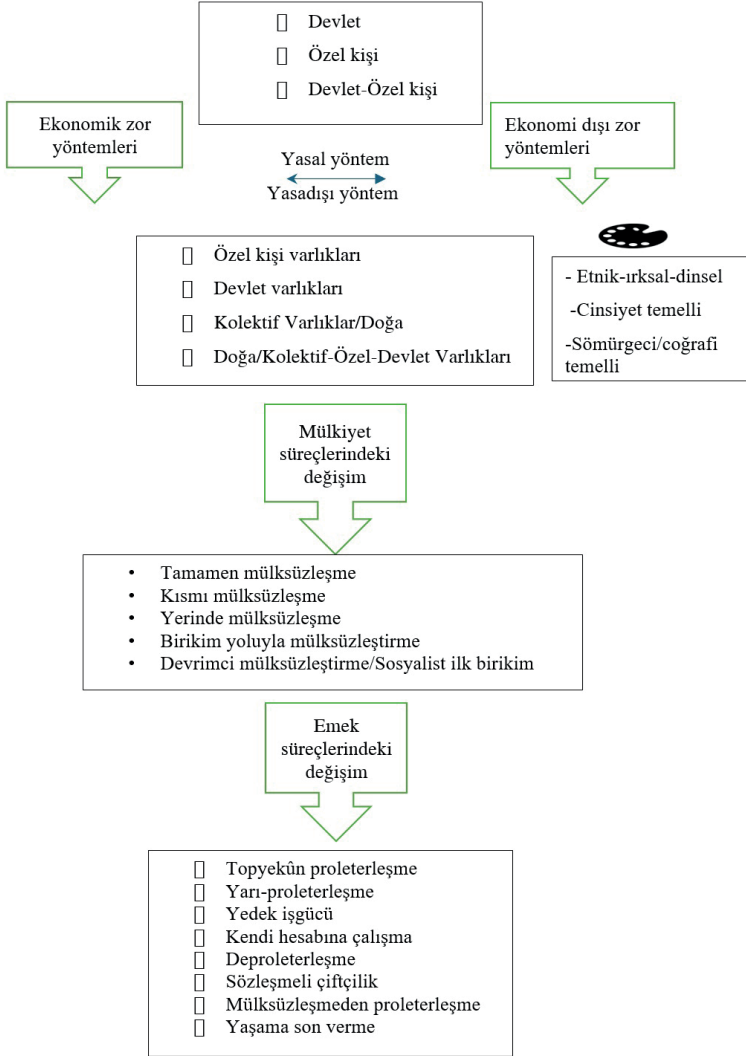 Devlet
Özel kişi
Devlet-Özel kişi
Ekonomik zor
yöntemleri
Yasal yöntem
Yasadışı yöntem
Ekonomi dışı zor
yöntemleri
Özel kişi varlıkları
Devlet varlıkları
Kolektif Varlıklar/Doğa
Doğa/Kolektif-Özel-Devlet Varlıkları
- Etnik-ırksal-dinsel
-Cinsiyet temelli
-Sömürgeci/coğrafi
temelli
Mülkiyet
süreçlerindeki
değişim
• Tamamen mülksüzleşme
• Kısmı mülksüzleşme
• Yerinde mülksüzleşme
• Birikim yoluyla mülksüzleştirme
• Devrimci mülksüzleştirme/Sosyalist ilk birikim
Emek
süreçlerindeki
değişim
Topyekûn proleterleşme
Yarı-proleterleşme
Yedek işgücü
Kendi hesabına çalışma
Deproleterleşme
Sözleşmeli çiftçilik
Mülksüzleşmeden proleterleşme
Yaşama son verme